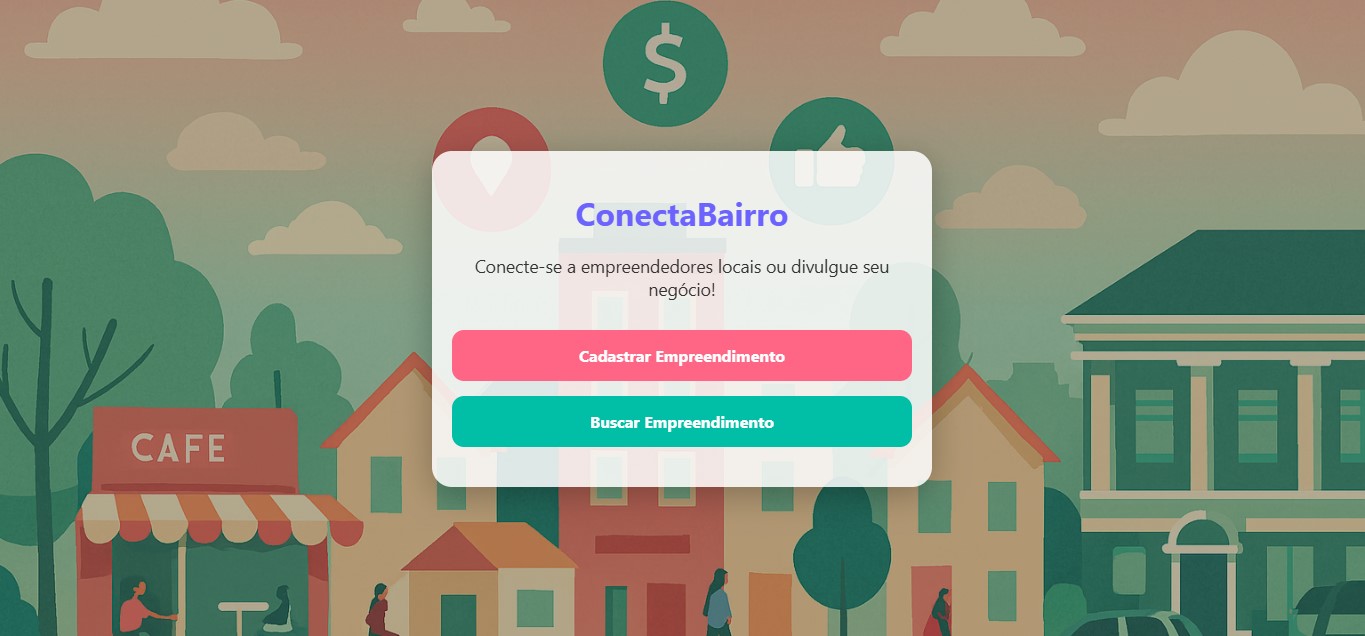 $
ConectaBairro
Conecte-se a empreendedores locais ou divulgue seu
negócio!
Cadastrar Empreendimento
Buscar Empreendimento
CAFE